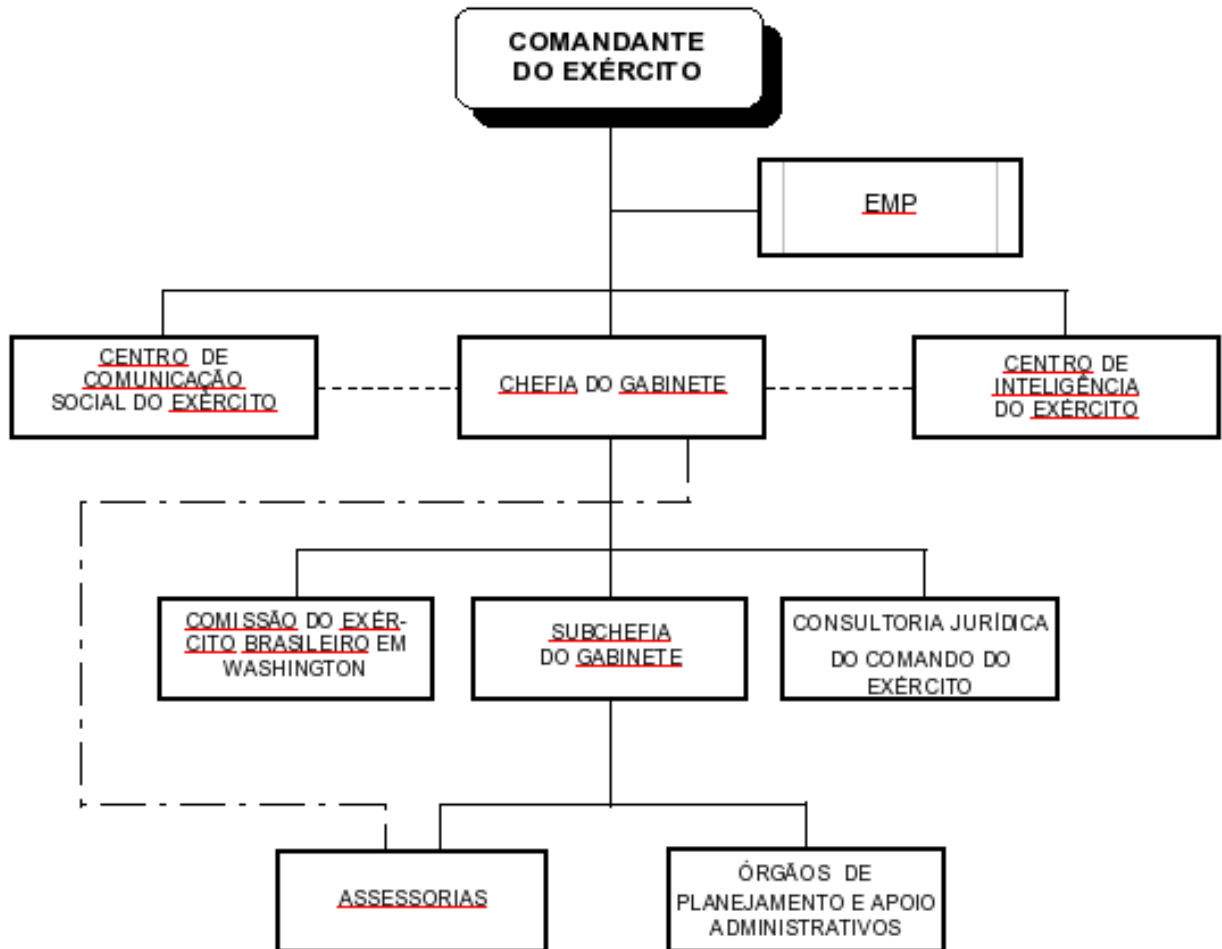 COMANDANTE
DO EXÉRCITO
EMP
CENTRO DE
COMUNICAÇÃO
SOCIAL DO EXÉRCITO
CHEFIA DO GABINETE
CENTRO DE
INTELIGÊNCIA
DO EXÉRCITO
COMISSÃO DO EXÉR-
CITO BRASILEIRO EM
WASHINGTON
SUBCHEFIA
DO GABINETE
CONSULTORIA JURÍDICA
DO COMANDO DO
EXÉRCITO
ASSESSORIAS
ÓRGÃOS DE
PLANEJAMENTO E APOIO
ADMINISTRATIVOS